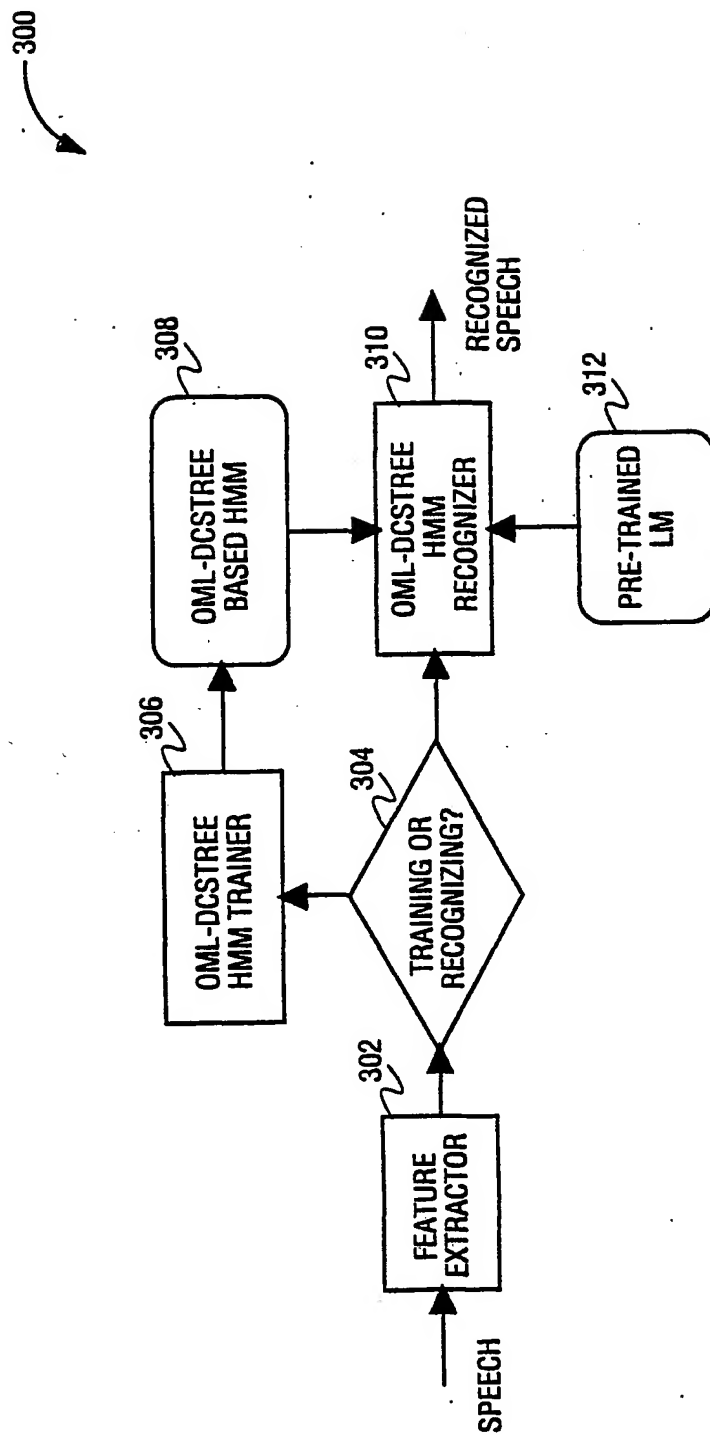 300
SPEECH
302
FEATURE
EXTRACTOR
304
TRAINING OR
RECOGNIZING?
306
OML-DCSTREE
HMM TRAINER
308
OML-DCSTREE
BASED HMM
310
OML-DCSTREE
HMM
RECOGNIZER
RECOGNIZED
SPEECH
312
PRE-TRAINED
LM